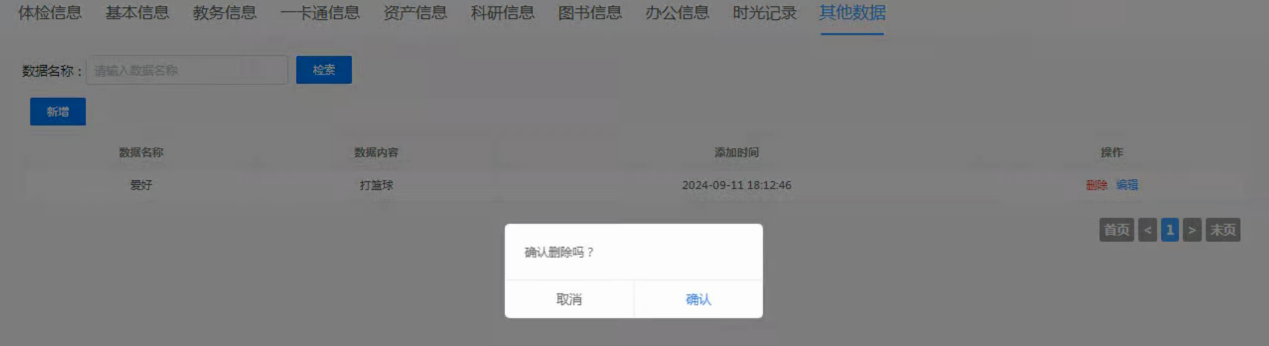 体检信息 基本信息 教务信息 一卡通信息 资产信息 科研信息 图书信息 办公信息 时光记录 其他数据
数据名称： 请输入数据名称 检索
新增
数据名称 数据内容 添加时间 操作
爱好 打篮球 2024-09-11 18:12:46 删除 编辑
首页 < 1 > 末页
确认删除吗？
取消 确认